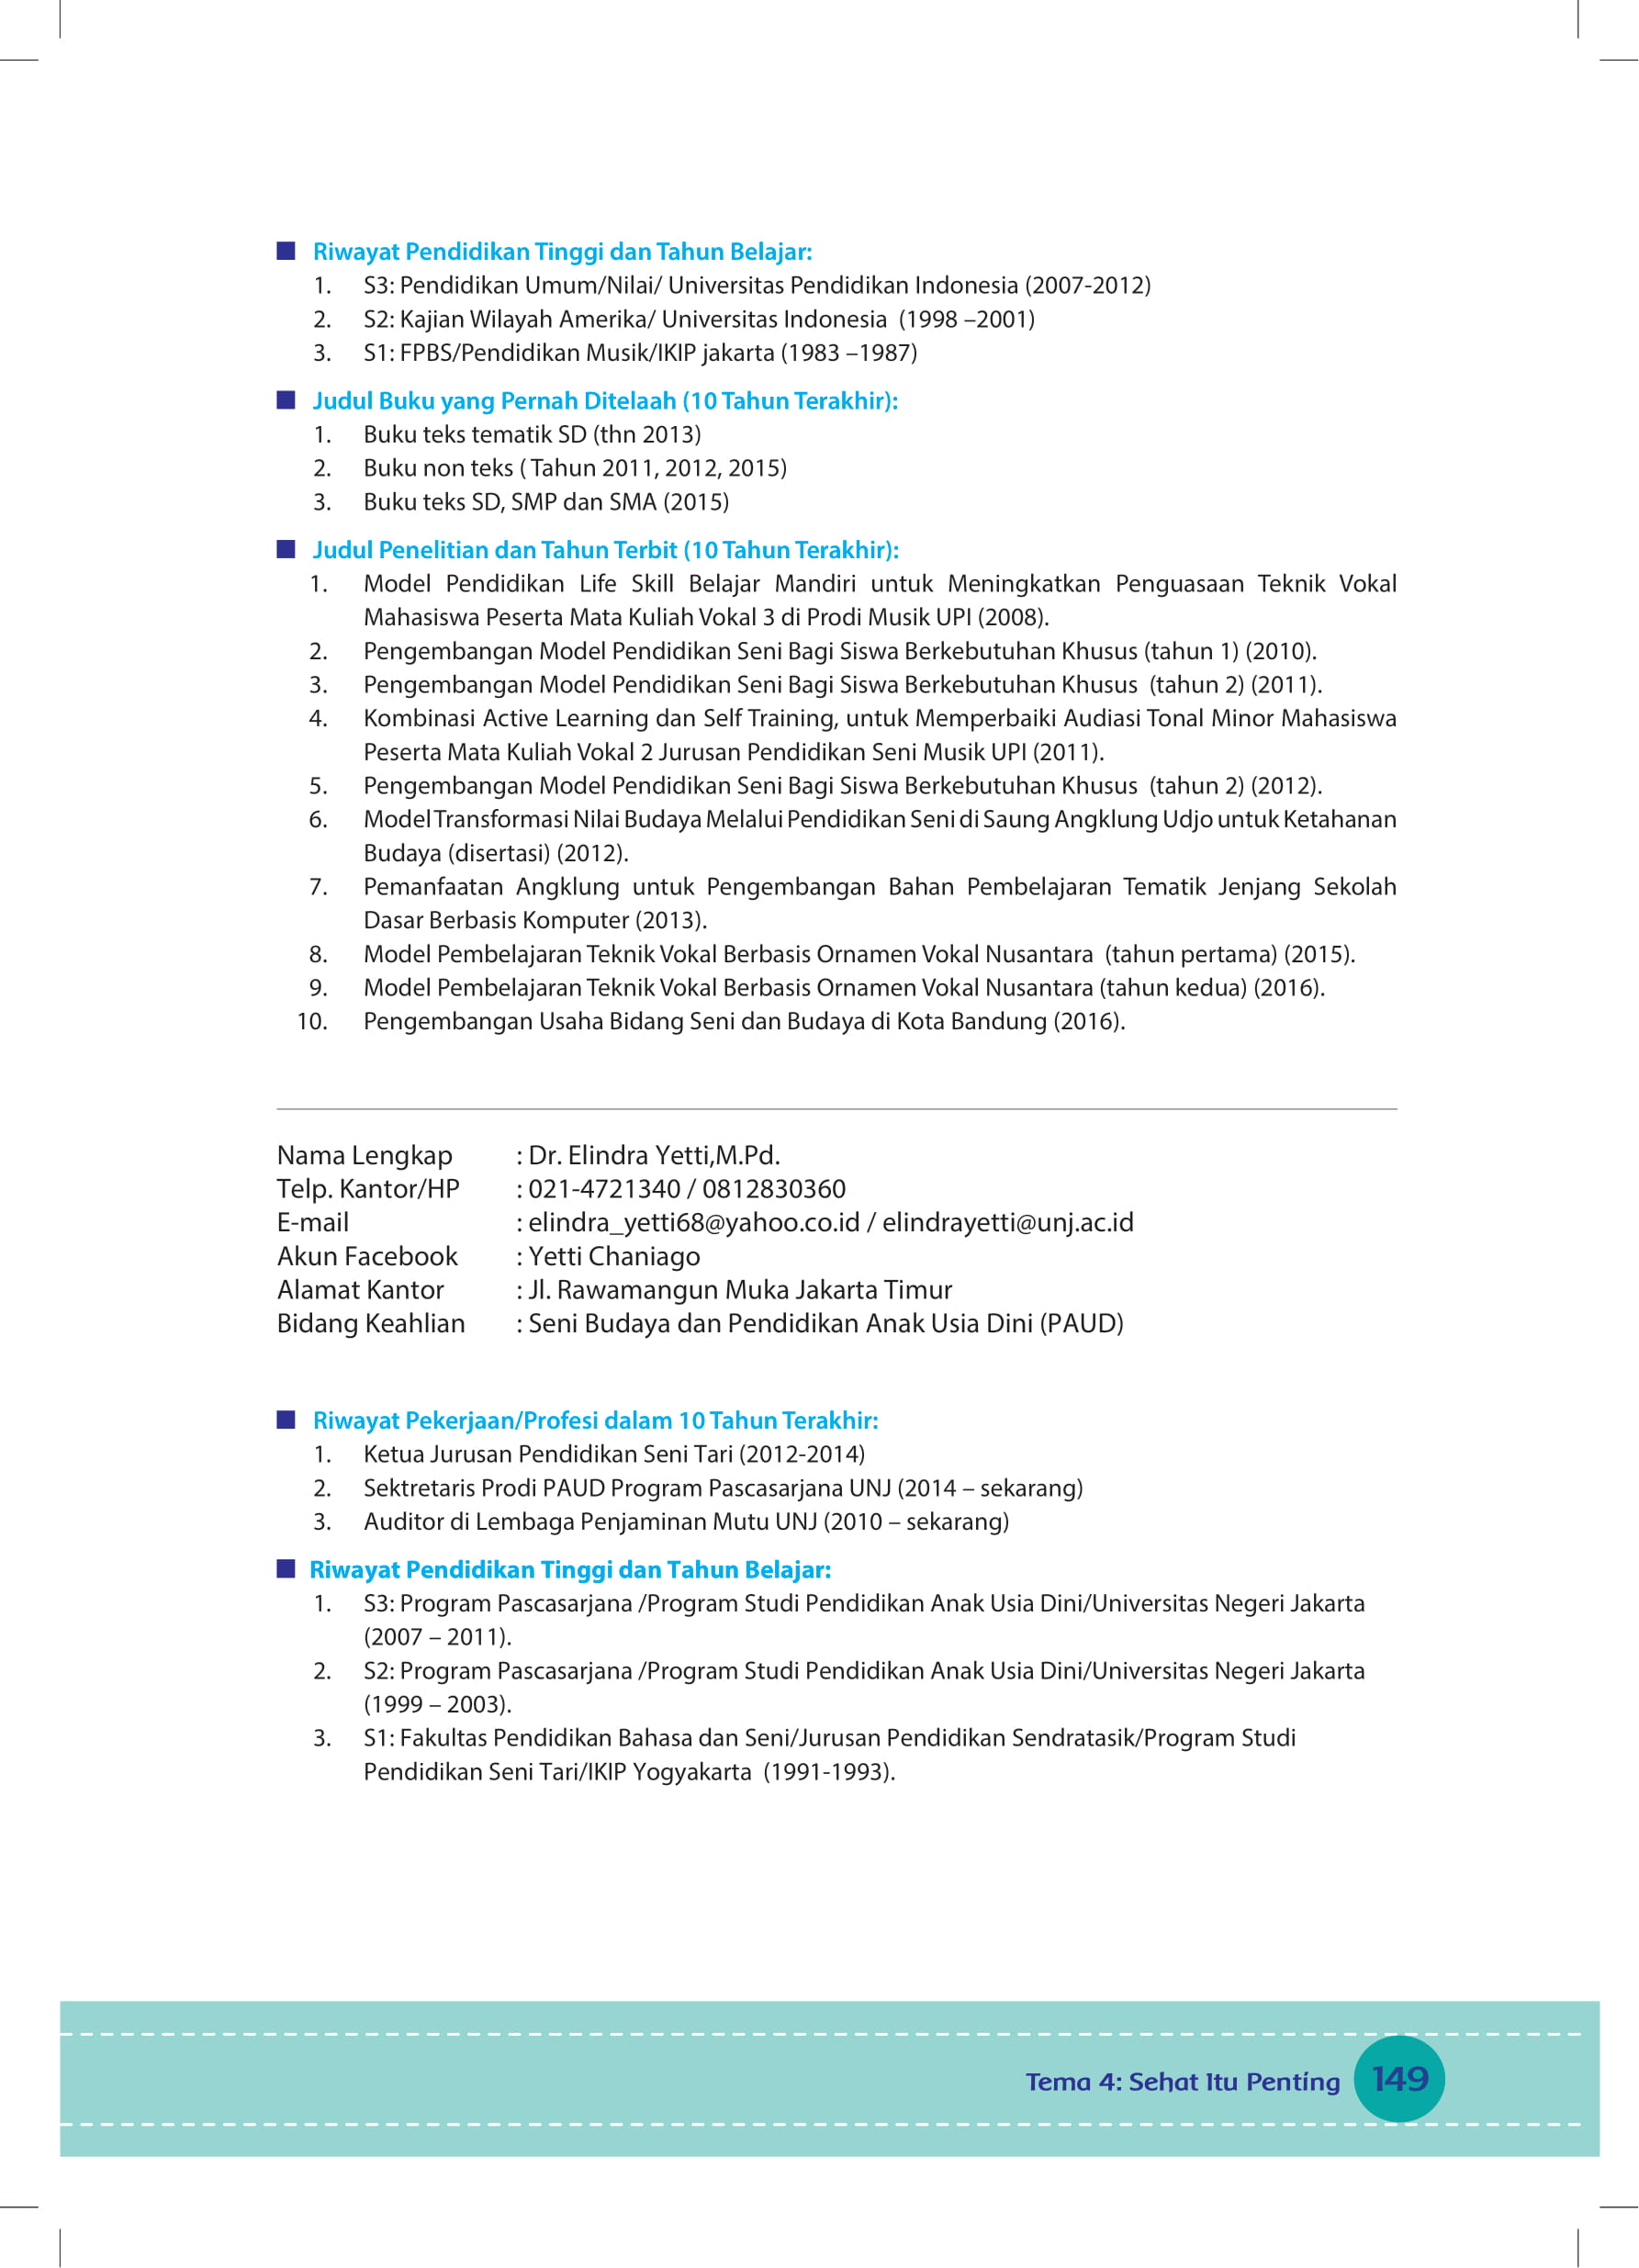 Riwayat Pendidikan Tinggi dan Tahun Belajar:
1. S3: Pendidikan Umum/Nilai/ Universitas Pendidikan Indonesia (2007-2012)
2. S2: Kajian Wilayah Amerika/ Universitas Indonesia (1998 –2001)
3. S1: FPBS/Pendidikan Musik/IKIP jakarta (1983 –1987)
Judul Buku yang Pernah Ditelaah (10 Tahun Terakhir):
1. Buku teks tematik SD (thn 2013)
2. Buku non teks ( Tahun 2011, 2012, 2015)
3. Buku teks SD, SMP dan SMA (2015)
Judul Penelitian dan Tahun Terbit (10 Tahun Terakhir):
1. Model Pendidikan Life Skill Belajar Mandiri untuk Meningkatkan Penguasaan Teknik Vokal
Mahasiswa Peserta Mata Kuliah Vokal 3 di Prodi Musik UPI (2008).
2. Pengembangan Model Pendidikan Seni Bagi Siswa Berkebutuhan Khusus (tahun 1) (2010).
3. Pengembangan Model Pendidikan Seni Bagi Siswa Berkebutuhan Khusus (tahun 2) (2011).
4. Kombinasi Active Learning dan Self Training, untuk Memperbaiki Audiasi Tonal Minor Mahasiswa
Peserta Mata Kuliah Vokal 2 Jurusan Pendidikan Seni Musik UPI (2011).
5. Pengembangan Model Pendidikan Seni Bagi Siswa Berkebutuhan Khusus (tahun 2) (2012).
6. Model Transformasi Nilai Budaya Melalui Pendidikan Seni di Saung Angklung Udjo untuk Ketahanan
Budaya (disertasi) (2012).
7. Pemanfaatan Angklung untuk Pengembangan Bahan Pembelajaran Tematik Jenjang Sekolah
Dasar Berbasis Komputer (2013).
8. Model Pembelajaran Teknik Vokal Berbasis Ornamen Vokal Nusantara (tahun pertama) (2015).
9. Model Pembelajaran Teknik Vokal Berbasis Ornamen Vokal Nusantara (tahun kedua) (2016).
10. Pengembangan Usaha Bidang Seni dan Budaya di Kota Bandung (2016).
Nama Lengkap : Dr. Elindra Yetti,M.Pd.
Telp. Kantor/HP : 021-4721340 / 0812830360
E-mail : elindra_yetti68@yahoo.co.id / elindrayetti@unj.ac.id
Akun Facebook : Yetti Chaniago
Alamat Kantor : Jl. Rawamangun Muka Jakarta Timur
Bidang Keahlian : Seni Budaya dan Pendidikan Anak Usia Dini (PAUD)
Riwayat Pekerjaan/Profesi dalam 10 Tahun Terakhir:
1. Ketua Jurusan Pendidikan Seni Tari (2012-2014)
2. Sektretaris Prodi PAUD Program Pascasarjana UNJ (2014 – sekarang)
3. Auditor di Lembaga Penjaminan Mutu UNJ (2010 – sekarang)
Riwayat Pendidikan Tinggi dan Tahun Belajar:
1. S3: Program Pascasarjana /Program Studi Pendidikan Anak Usia Dini/Universitas Negeri Jakarta
(2007 – 2011).
2. S2: Program Pascasarjana /Program Studi Pendidikan Anak Usia Dini/Universitas Negeri Jakarta
(1999 – 2003).
3. S1: Fakultas Pendidikan Bahasa dan Seni/Jurusan Pendidikan Sendratasik/Program Studi
Pendidikan Seni Tari/IKIP Yogyakarta (1991-1993).
Tema 4: Sehat Itu Penting 149